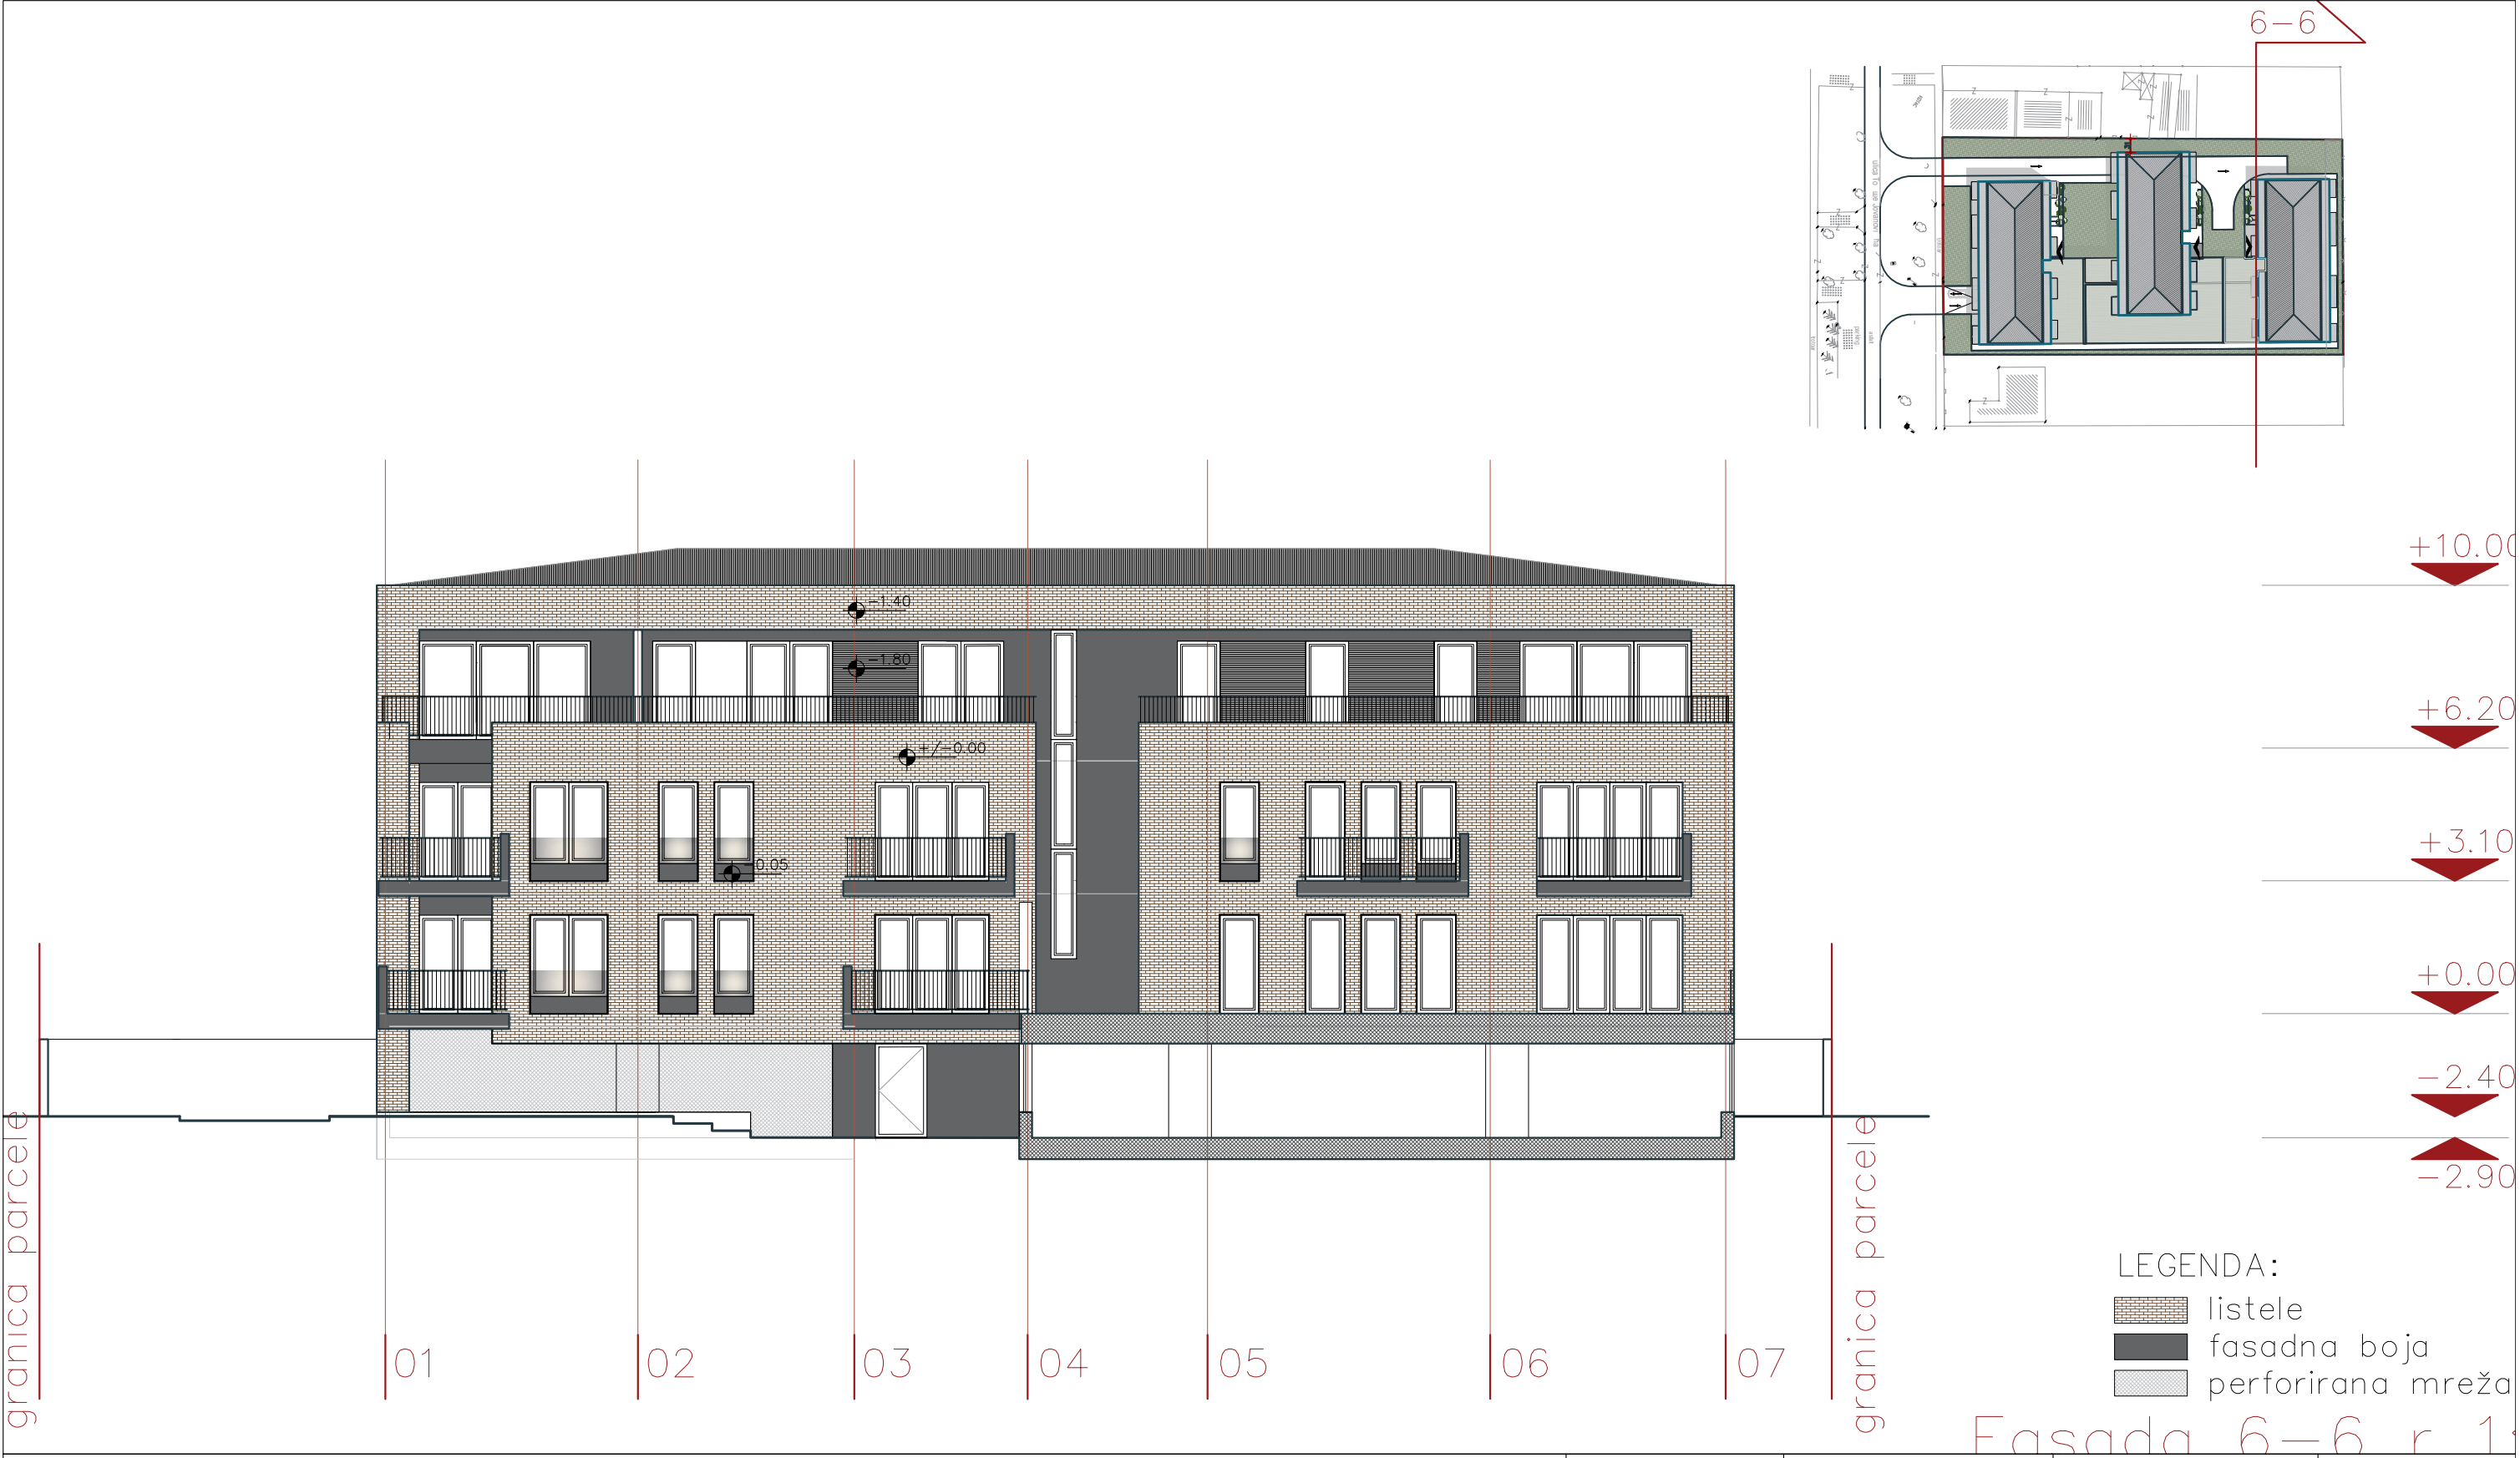 6-6
-1.40
-1.80
+/-0.00
-0.05
+10.00
+6.20
+3.10
+0.00
-2.40
-2.90
granica parcele
granica parcele
01
02
03
04
05
06
07
LEGENDA:
listele
fasadna boja
perforirana mreža
Fasada 6-6 r 1: